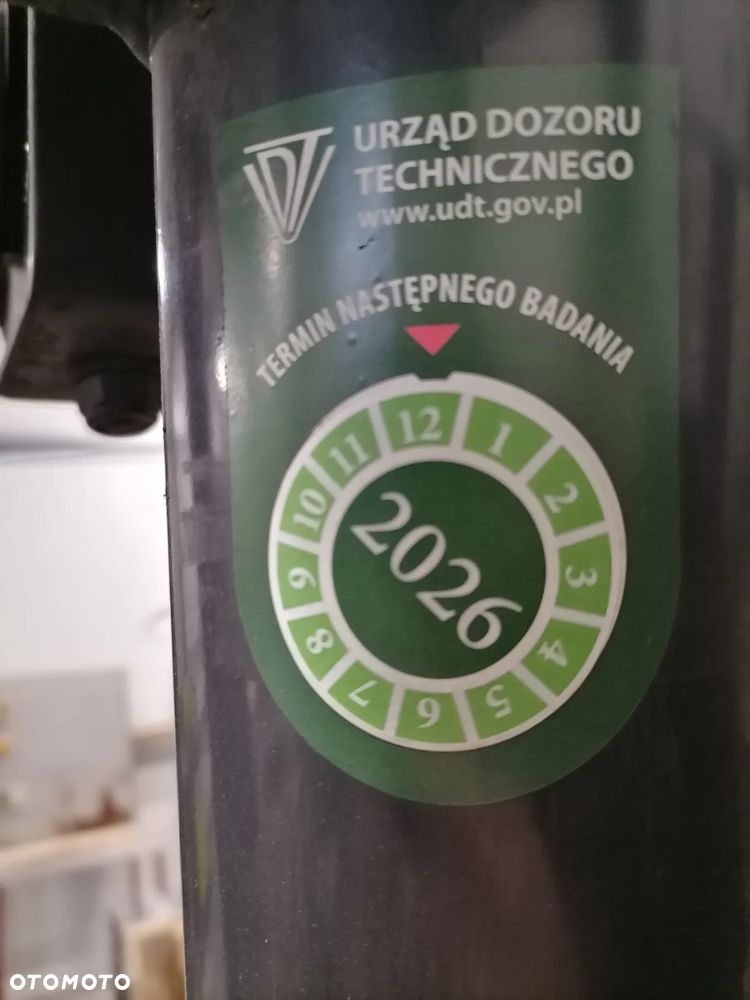 URZĄD DOZORU
TECHNICZNEGO
www.udt.gov.pl
TERMIN NASTĘPNEGO BADANIA
12
1
2
3
4
5
6
7
8
9
10
11
2026
OTOMOTO